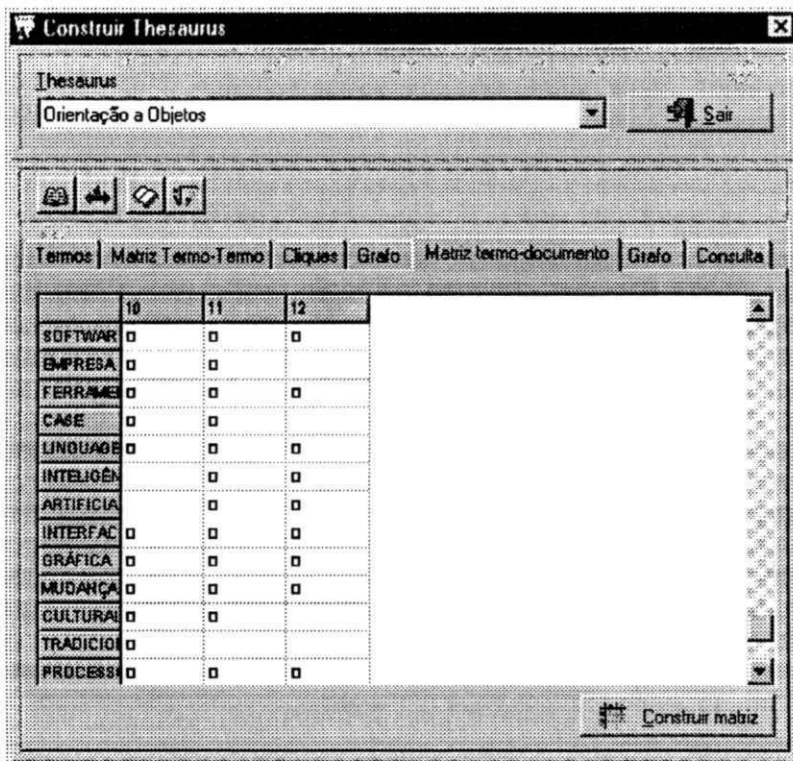 Construir Thesaurus
Thesaurus
Orientação a Objetos
Sair
Termos Matriz Termo-Termo Cliques Grafo Matriz termo-documento Grafo Consulta
10 11 12
SOFTWAR
EMPRESA
FERRAME
CASE
LINGUAGE
INTELIGÊN
ARTIFICIA
INTERFAC
GRÁFICA
MUDANÇA
CULTURAL
TRADICIO
PROCESS
Construir matriz